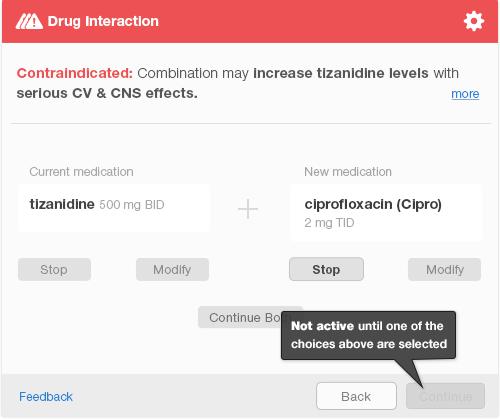 Drug Interaction
Contraindicated: Combination may increase tizanidine levels with
serious CV & CNS effects.
more
Current medication
New medication
tizanidine 500 mg BID
ciprofloxacin (Cipro)
2 mg TID
Stop
Modify
Stop
Modify
Continue Bo
Not active until one of the
choices above are selected
Feedback
Back
Continue